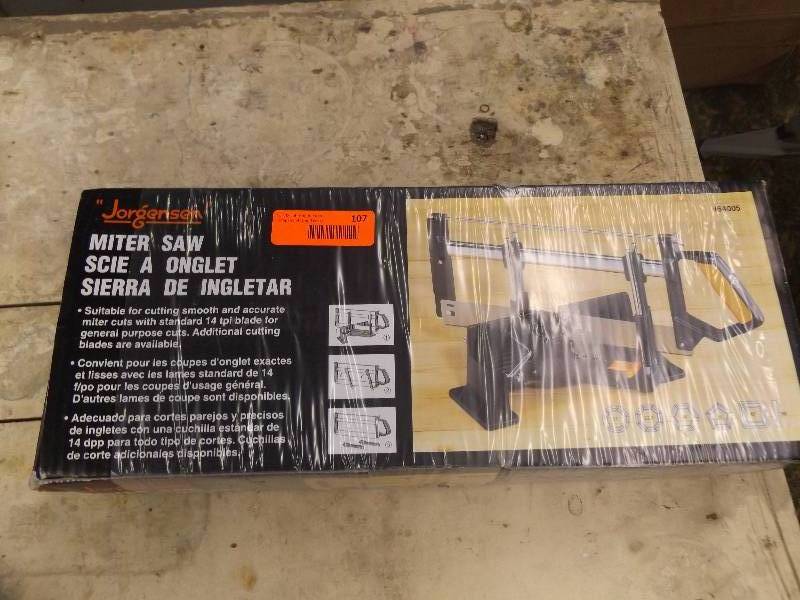 "Jorgensen"
107
#64005
MITER SAW
SCIE A ONGLET
SIERRA DE INGLETAR
• Suitable for cutting smooth and accurate
miter cuts with standard 14 tpi blade for
general purpose cuts. Additional cutting
blades are available.
• Convient pour les coupes d'onglet exactes
et lisses avec les lames standard de 14
f/po pour les coupes d'usage général.
D'autres lames de coupe sont disponibles.
• Adecuado para cortes parejos y precisos
de ingletes con una cuchilla estándar de
14 dpp para todo tipo de cortes. Cuchillas
de corte adicionales disponibles.